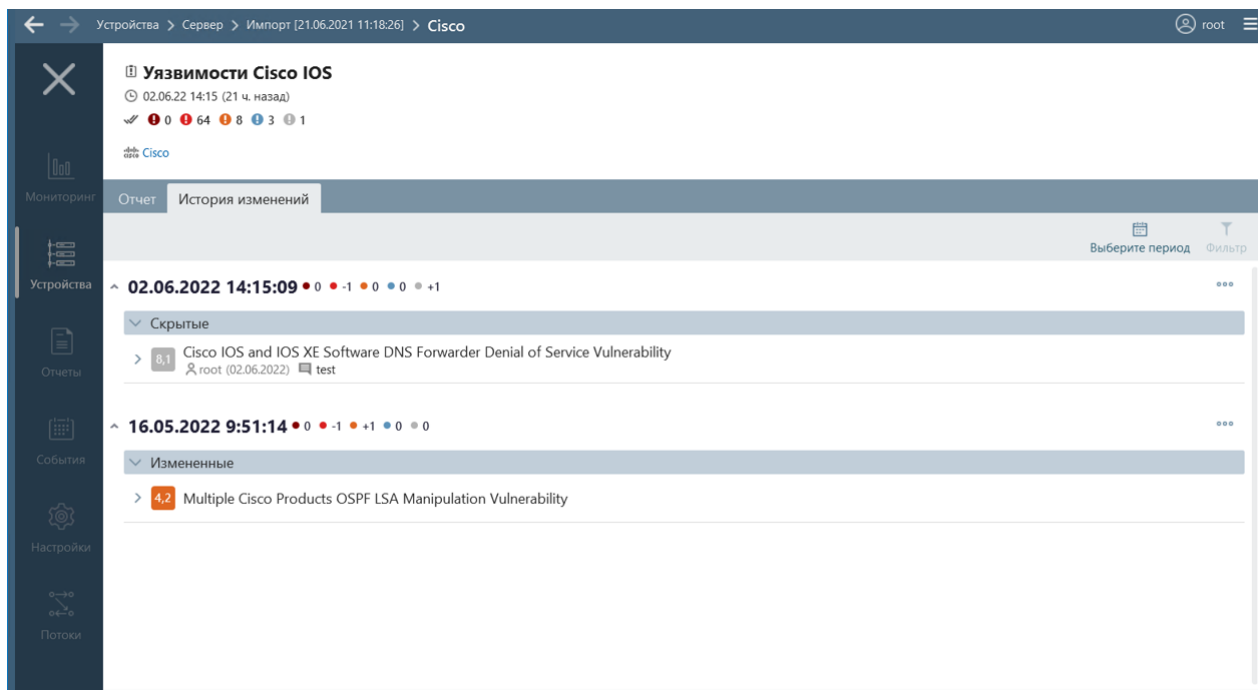 Устройства > Сервер > Импорт [21.06.2021 11:18:26] > Cisco
root
Уязвимости Cisco IOS
02.06.22 14:15 (21 ч. назад)
0 64 8 3 1
cisco Cisco
Мониторинг
Отчет История изменений
Выберите период Фильтр
Устройства
02.06.2022 14:15:09 0 -1 0 0 +1
Скрытые
8,1 Cisco IOS and IOS XE Software DNS Forwarder Denial of Service Vulnerability
root (02.06.2022) test
Отчеты
16.05.2022 9:51:14 0 -1 +1 0 0
События
Измененные
4,2 Multiple Cisco Products OSPF LSA Manipulation Vulnerability
Настройки
Потоки